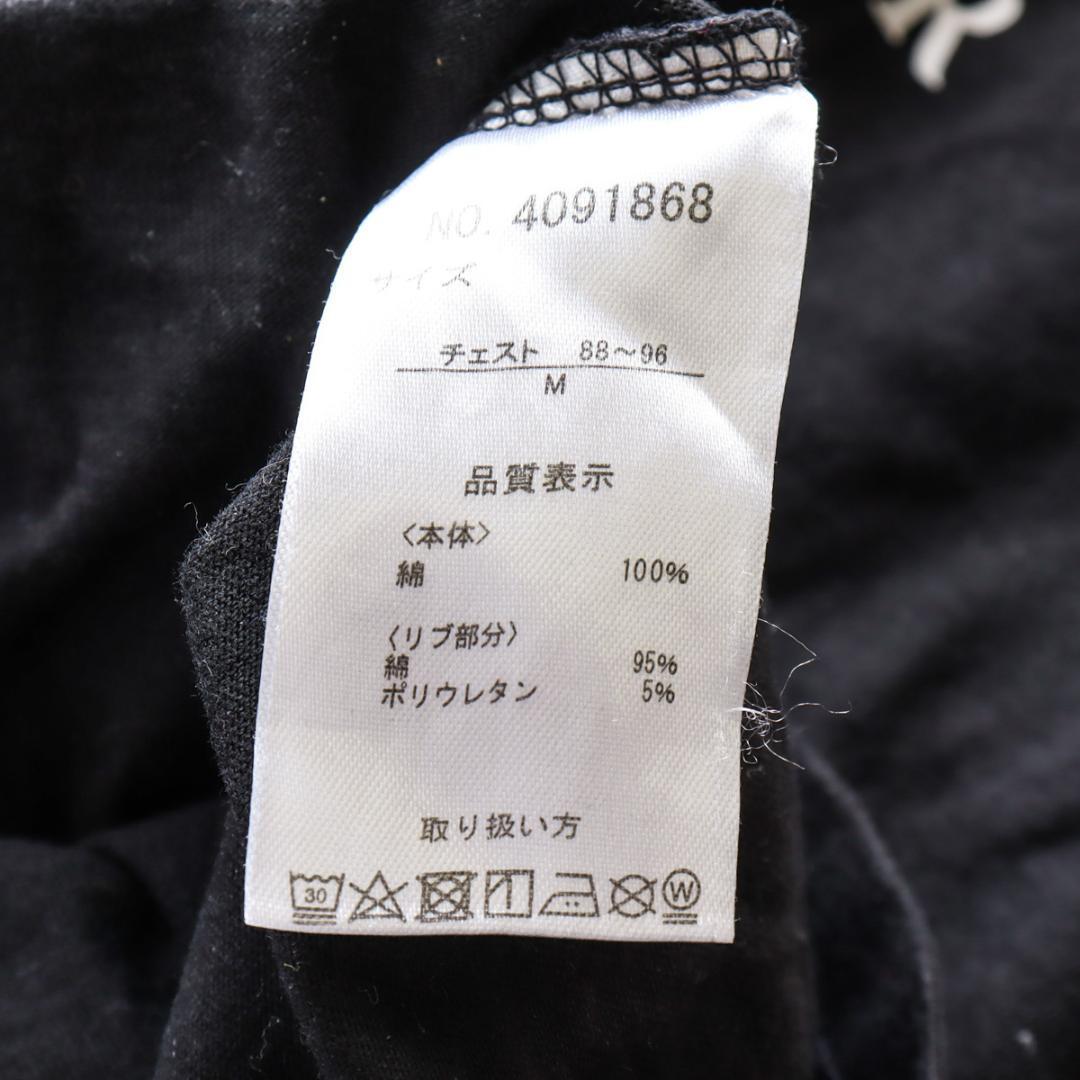 R
NO. 4091868
サイズ
チェスト 88〜96
M
品質表示
〈本体〉
綿 100%
〈リブ部分〉
綿 95%
ポリウレタン 5%
取り扱い方
30 W